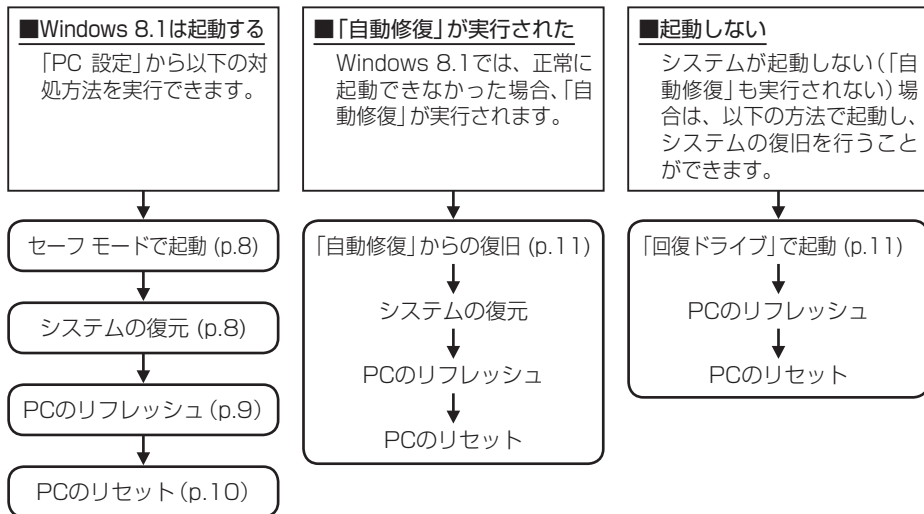 ■Windows 8.1は起動する
「PC 設定」から以下の対
処方法を実行できます。
セーフ モードで起動 (p.8)
システムの復元 (p.8)
PCのリフレッシュ (p.9)
PCのリセット (p.10)
■「自動修復」が実行された
Windows 8.1では、正常に
起動できなかった場合、「自
動修復」が実行されます。
「自動修復」からの復旧 (p.11)
システムの復元
PCのリフレッシュ
PCのリセット
■起動しない
システムが起動しない(「自
動修復」も実行されない)場
合は、以下の方法で起動し、
システムの復旧を行うこと
ができます。
「回復ドライブ」で起動 (p.11)
PCのリフレッシュ
PCのリセット